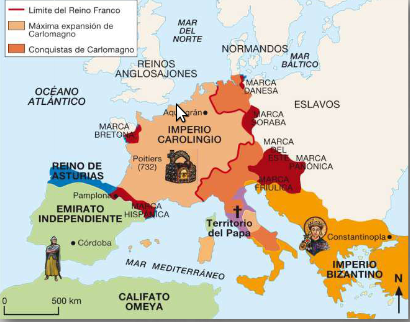 Límite del Reino Franco
Máxima expansión de
Carlomagno
Conquistas de Carlomagno
MAR
DEL
NORTE
NORMANDOS
REINOS
ANGLOSAJONES
MAR
BÁLTICO
OCÉANO
ATLÁNTICO
MARCA
DANESA
ESLAVOS
MARCA
SORABA
MARCA
BRETONA
IMPERIO
CAROLINGIO
MARCA
DEL
ESTE
MARCA
PANÓNICA
Poitiers
(732)
REINO DE
ASTURIAS
MARCA
FRIULICA
Pamplona
MARCA
HISPÁNICA
EMIRATO
INDEPENDIENTE
Territorio
del Papa
Córdoba
Constantinopla
IMPERIO
BIZANTINO
MAR MEDITERRÁNEO
CALIFATO
OMEYA
N
0 500 km